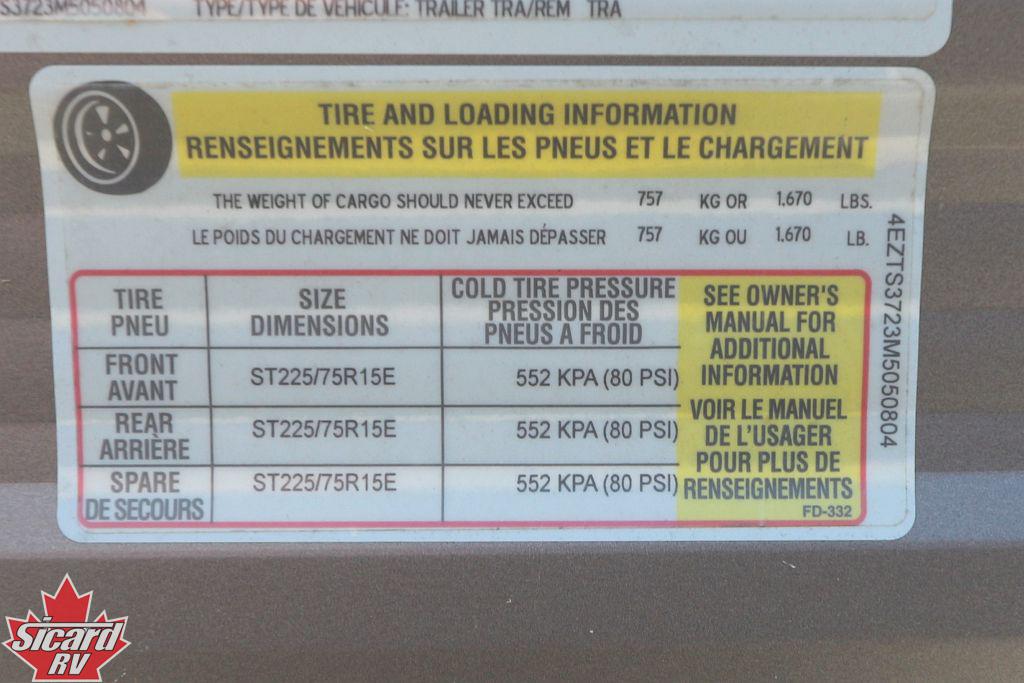 S3723M5050804 TYPE/TYPE DE VÉHICULE: TRAILER TRA/REM TRA
TIRE AND LOADING INFORMATION
RENSEIGNEMENTS SUR LES PNEUS ET LE CHARGEMENT
THE WEIGHT OF CARGO SHOULD NEVER EXCEED 757 KG OR 1,670 LBS.
LE POIDS DU CHARGEMENT NE DOIT JAMAIS DÉPASSER 757 KG OU 1,670 LB.
TIRE
PNEU
SIZE
DIMENSIONS
COLD TIRE PRESSURE
PRESSION DES
PNEUS A FROID
FRONT
AVANT
ST225/75R15E
552 KPA (80 PSI)
REAR
ARRIÈRE
ST225/75R15E
552 KPA (80 PSI)
SPARE
DE SECOURS
ST225/75R15E
552 KPA (80 PSI)
SEE OWNER'S
MANUAL FOR
ADDITIONAL
INFORMATION
VOIR LE MANUEL
DE L'USAGER
POUR PLUS DE
RENSEIGNEMENTS
FD-332
4EZTS3723M5050804
Sicard
RV